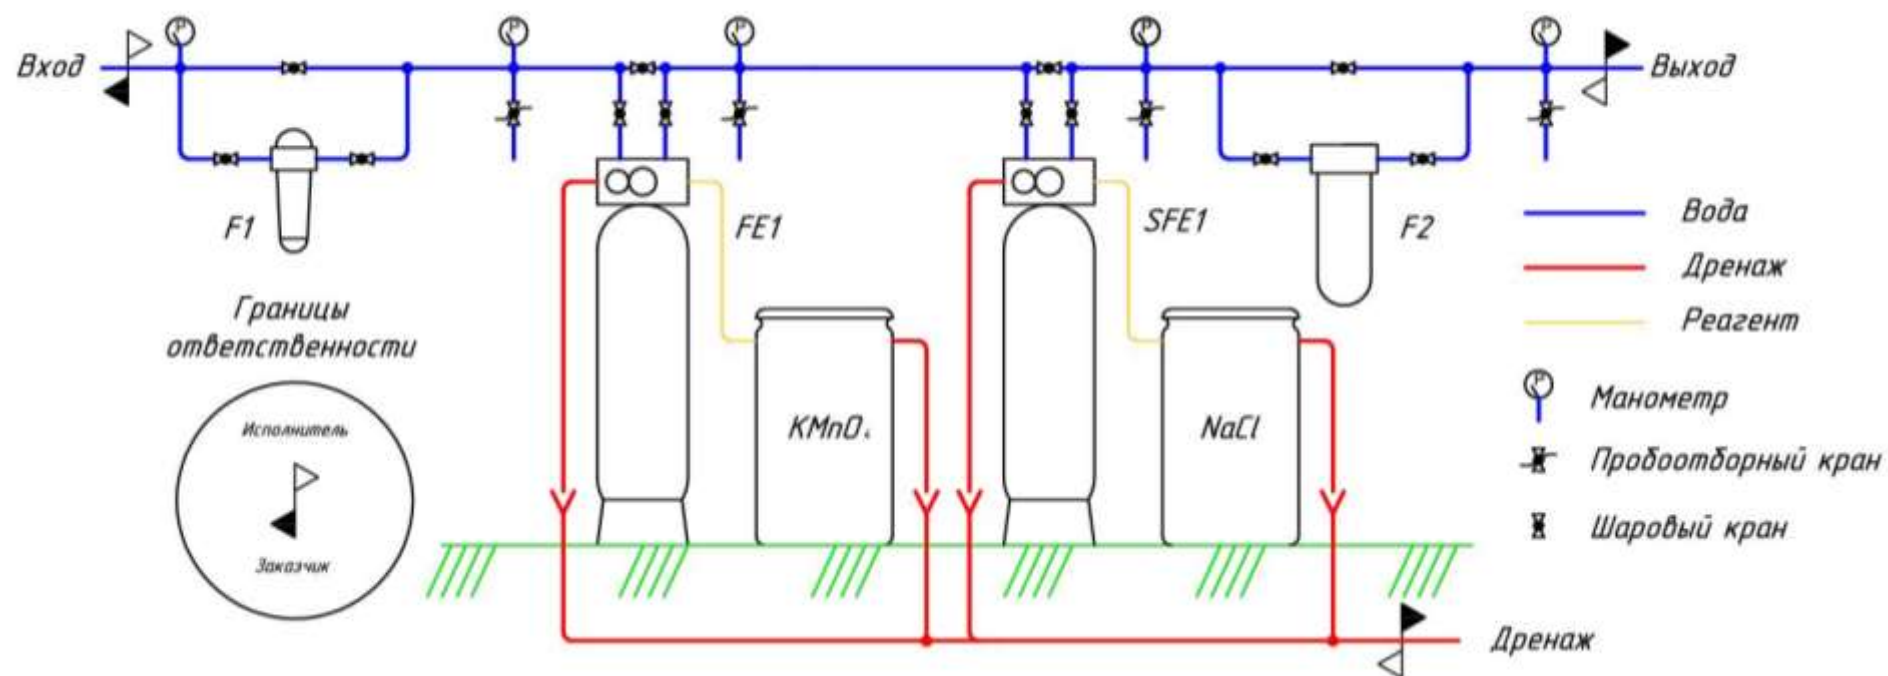 Вход
P
P
P
P
P
Выход
F1
FE1
SFE1
F2
Вода
Дренаж
Реагент
P
Манометр
Пробоотборный кран
Шаровый кран
Границы
ответственности
Исполнитель
Заказчик
KMnO₄
NaCl
Дренаж